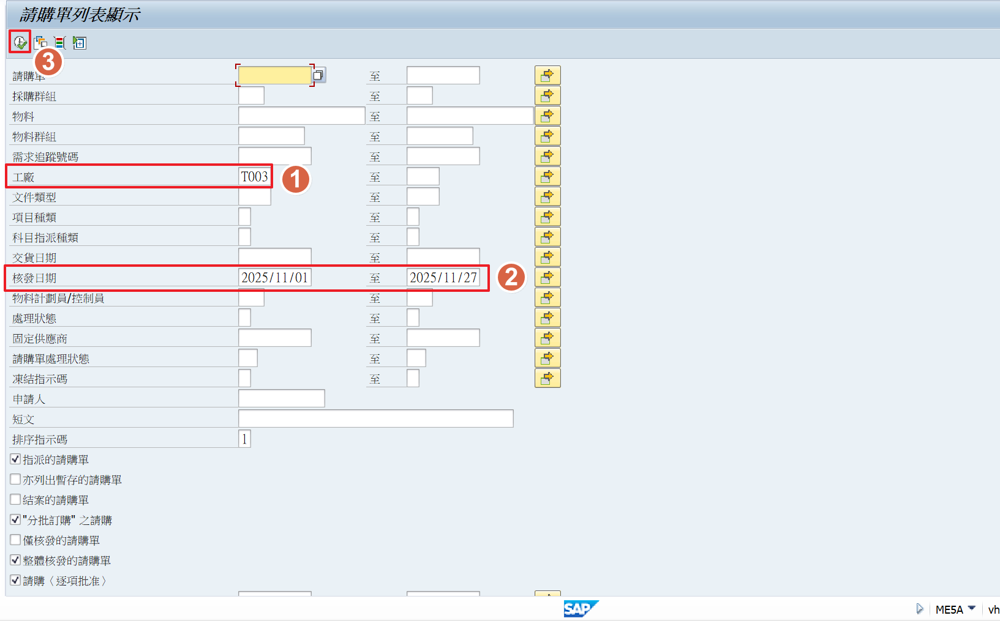 請購單列表顯示
3
請購單 至
採購群組 至
物料 至
物料群組 至
需求追蹤號碼 至
工廠 T003 1 至
文件類型 至
項目種類 至
科目指派種類 至
交貨日期 至
核發日期 2025/11/01 至 2025/11/27 2
物料計劃員/控制員 至
處理狀態 至
固定供應商 至
請購單處理狀態 至
凍結指示碼 至
申請人
短文
排序指示碼 1
指派的請購單
亦列出暫存的請購單
結案的請購單
"分批訂購" 之請購
僅核發的請購單
整體核發的請購單
請購〈逐項批准〉
SAP ME5A vh